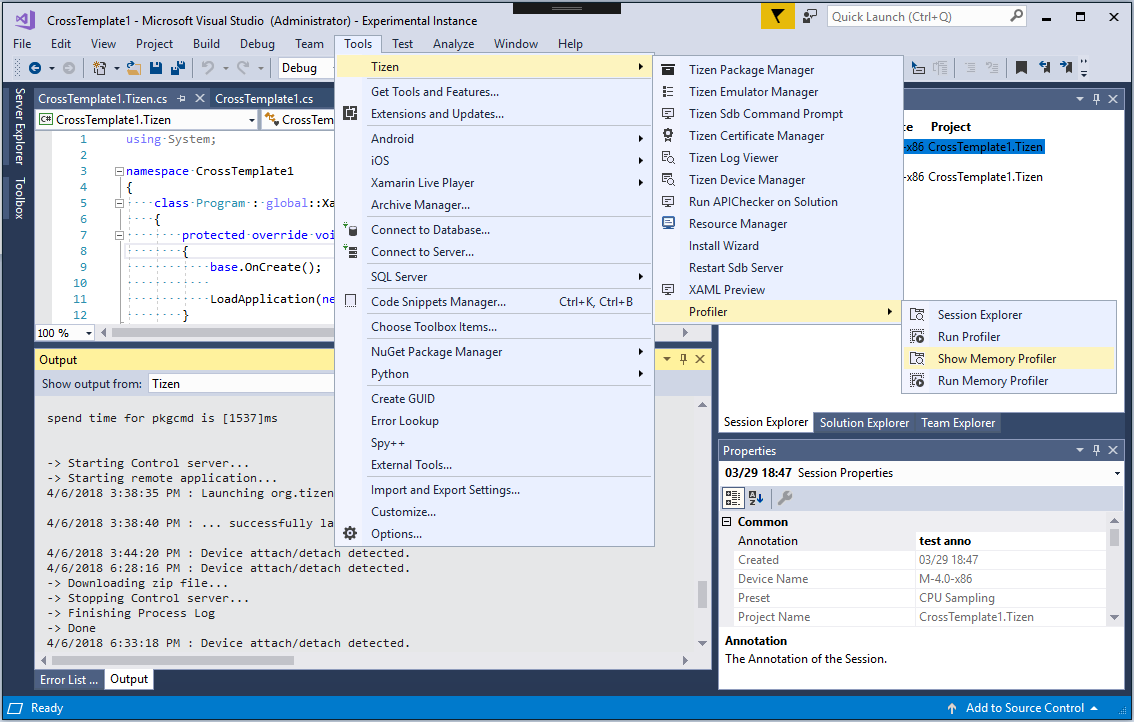 CrossTemplate1 - Microsoft Visual Studio (Administrator) - Experimental Instance
Quick Launch (Ctrl+Q)
File Edit View Project Build Debug Team Tools Test Analyze Window Help
Debug
Server Explorer
Toolbox
CrossTemplate1.Tizen.cs
CrossTemplate1.cs
C# CrossTemplate1.Tizen
CrossTem
1 using System;
2
3 namespace CrossTemplate1
4 {
5 class Program : global::Xa
6 {
7 protected override voi
8 {
9 base.OnCreate();
10
11 LoadApplication(ne
12 }
100 %
Tizen
Get Tools and Features...
Extensions and Updates...
Android
iOS
Xamarin Live Player
Archive Manager...
Connect to Database...
Connect to Server...
SQL Server
Code Snippets Manager... Ctrl+K, Ctrl+B
Choose Toolbox Items...
NuGet Package Manager
Python
Create GUID
Error Lookup
Spy++
External Tools...
Import and Export Settings...
Customize...
Options...
Tizen Package Manager
Tizen Emulator Manager
Tizen Sdb Command Prompt
Tizen Certificate Manager
Tizen Log Viewer
Tizen Device Manager
Run APIChecker on Solution
Resource Manager
Install Wizard
Restart Sdb Server
XAML Preview
Profiler
Session Explorer
Run Profiler
Show Memory Profiler
Run Memory Profiler
ce Project
-x86 CrossTemplate1.Tizen
-x86 CrossTemplate1.Tizen
Session Explorer Solution Explorer Team Explorer
Output
Show output from: Tizen
spend time for pkgcmd is [1537]ms
-> Starting Control server...
-> Starting remote application...
4/6/2018 3:38:35 PM : Launching org.tizen
4/6/2018 3:38:40 PM : ... successfully la
4/6/2018 3:44:20 PM : Device attach/detach detected.
4/6/2018 6:28:16 PM : Device attach/detach detected.
-> Downloading zip file...
-> Stopping Control server...
-> Finishing Process Log
-> Done
4/6/2018 6:33:18 PM : Device attach/detach detected.
Error List ... Output
Properties
03/29 18:47 Session Properties
Common
Annotation test anno
Created 03/29 18:47
Device Name M-4.0-x86
Preset CPU Sampling
Project Name CrossTemplate1.Tizen
Annotation
The Annotation of the Session.
Ready
Add to Source Control